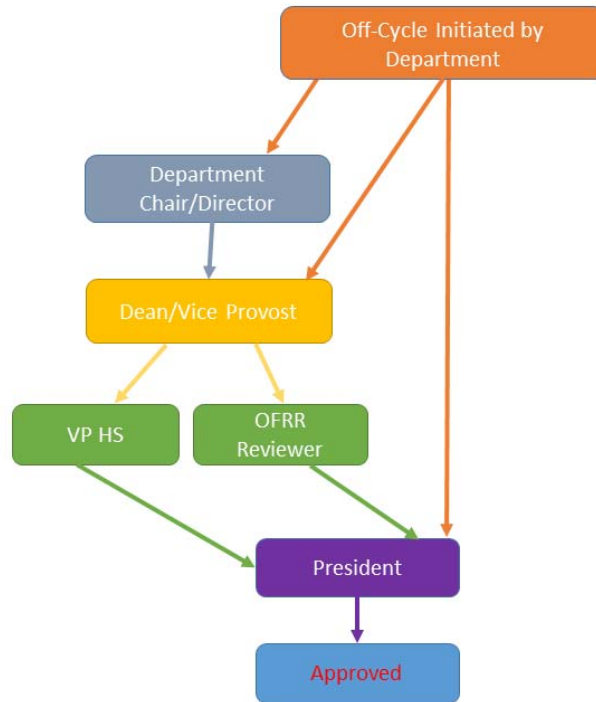 Off-Cycle Initiated by
Department
Department
Chair/Director
Dean/Vice Provost
VP HS
OFRR
Reviewer
President
Approved